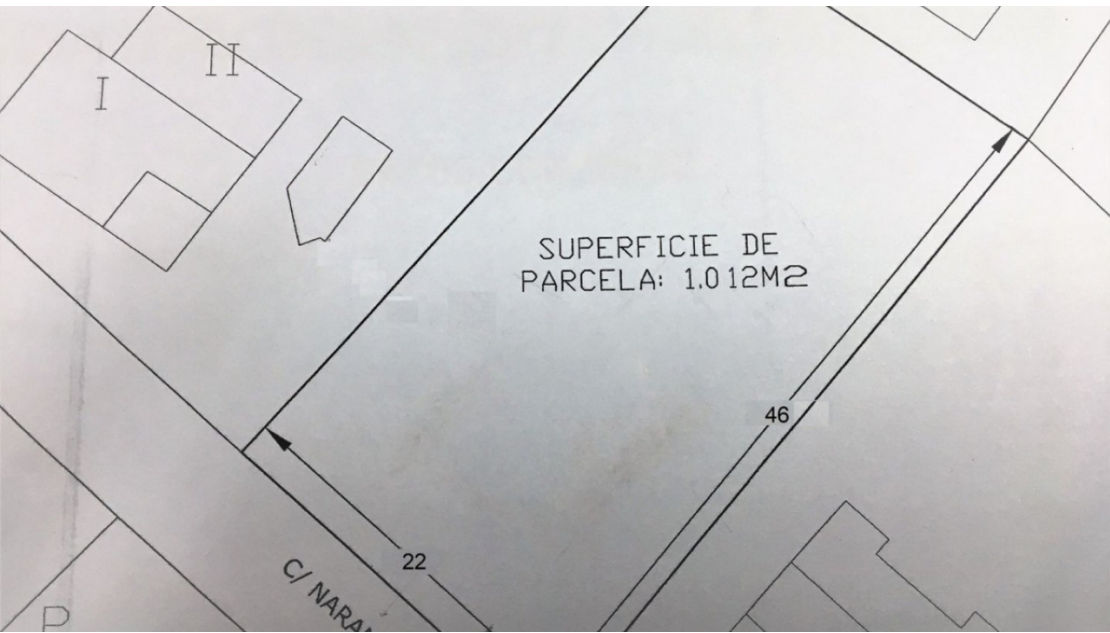 I
II
SUPERFICIE DE
PARCELA: 1.012M2
46
22
C/ NARAN
P